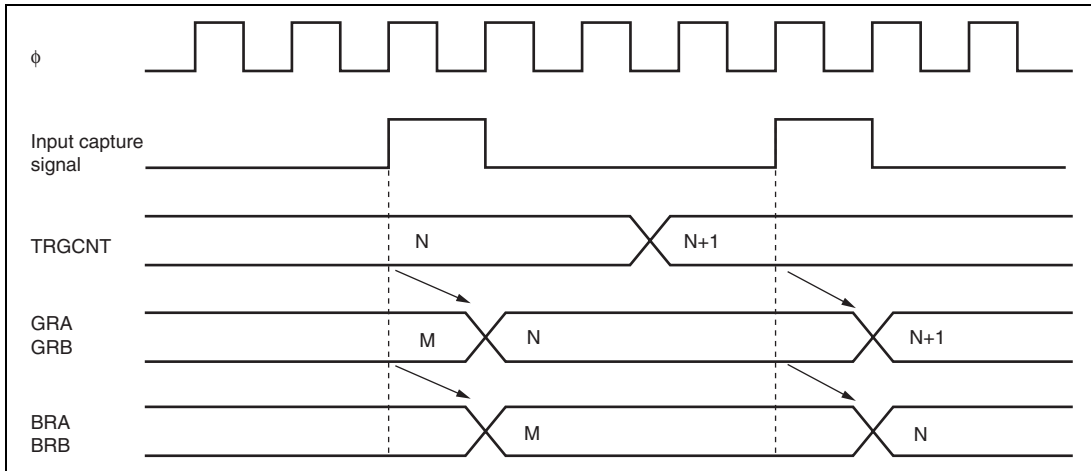 ϕ
Input capture
signal
TRGCNT
N
N+1
GRA
GRB
M
N
N+1
BRA
BRB
M
N